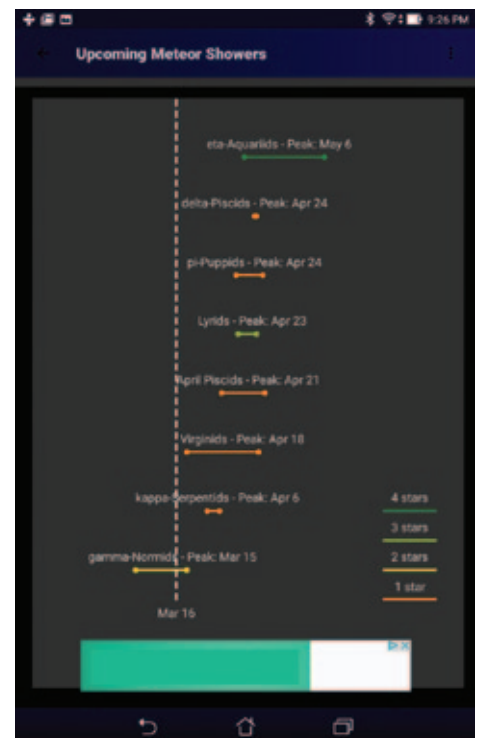 9:26 PM
Upcoming Meteor Showers
eta-Aquariids - Peak: May 6
delta-Piscids - Peak: Apr 24
pi-Puppids - Peak: Apr 24
Lyrids - Peak: Apr 23
April Piscids - Peak: Apr 21
Virginids - Peak: Apr 18
kappa-Serpentids - Peak: Apr 6
4 stars
3 stars
gamma-Normids - Peak: Mar 15
2 stars
1 star
Mar 16